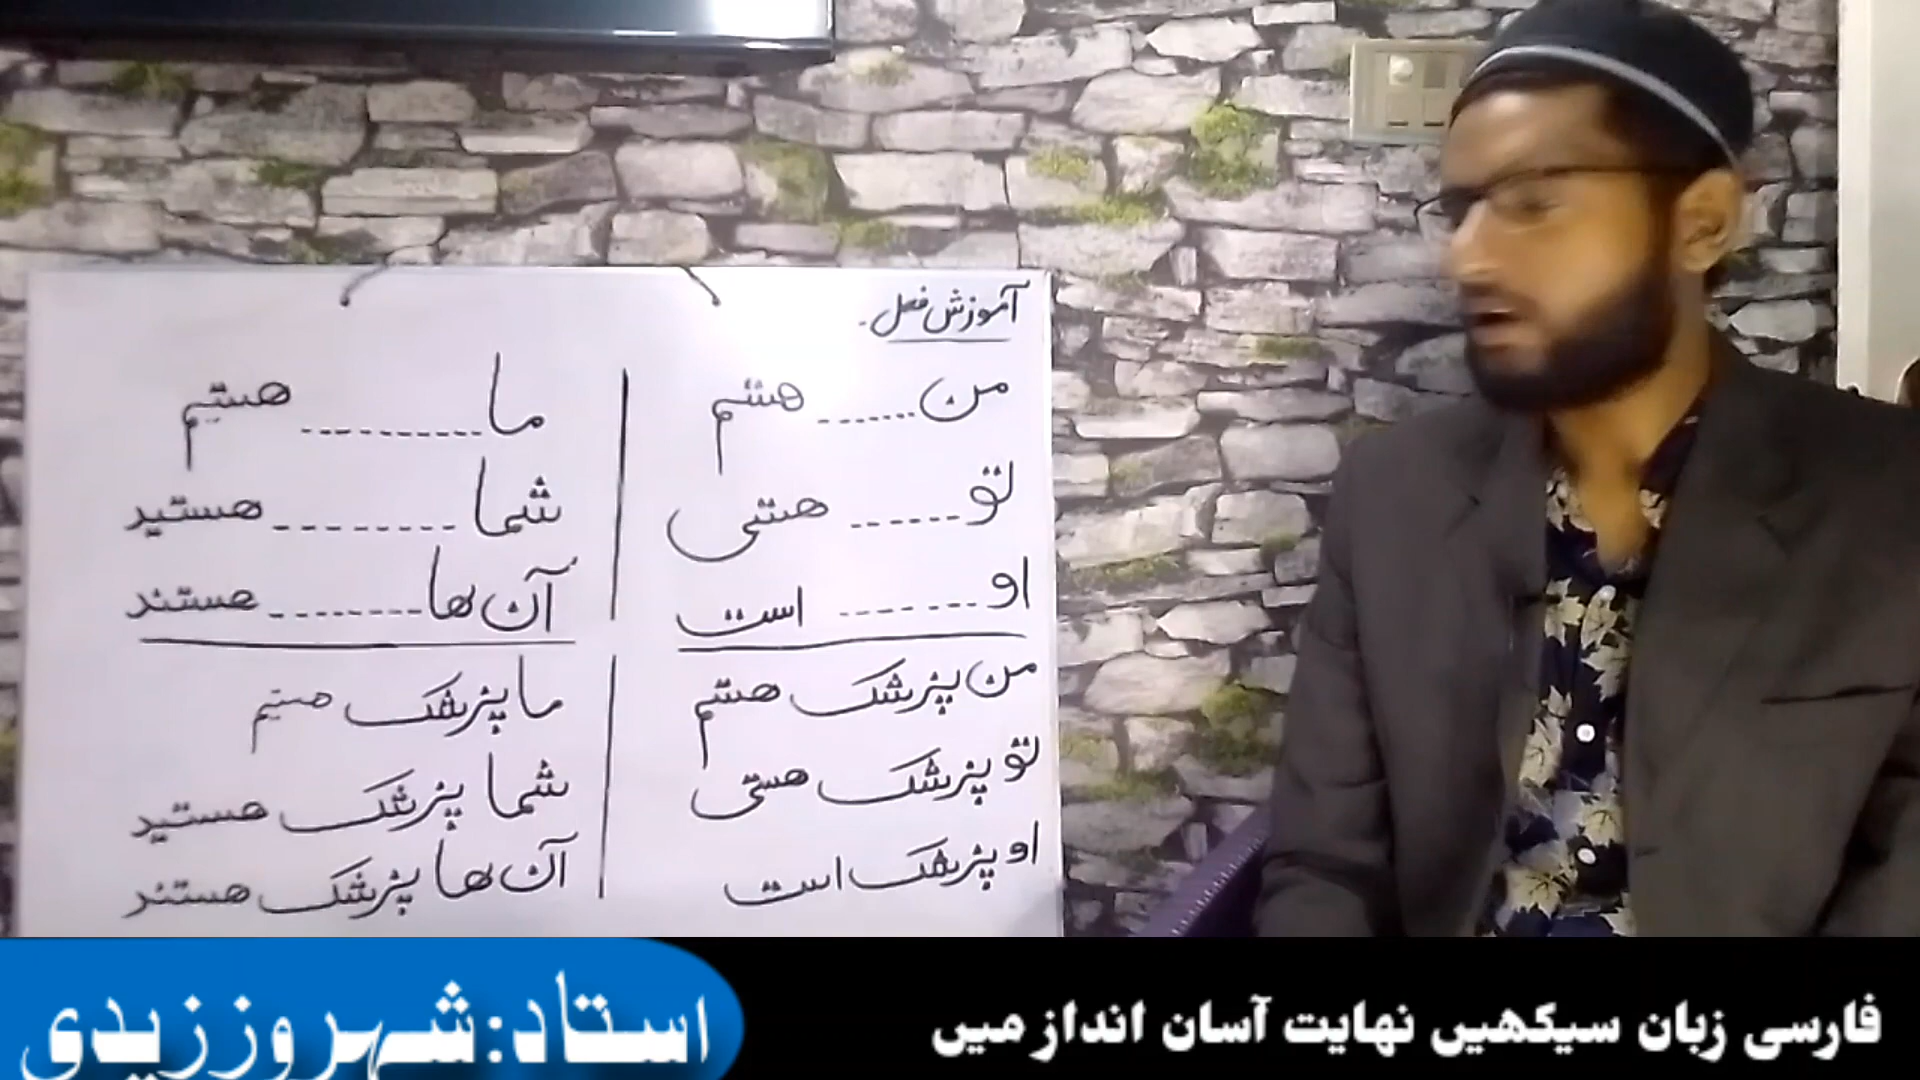 آموزش فعل.
من ....... هستم
تو ...... هستی
او ....... است
ما .......... هستیم
شما ......... هستید
آن ها ........ هستند
من پزشک هستم
تو پزشک هستی
او پزشک است
ما پزشک هستیم
شما پزشک هستید
آن ها پزشک هستند
فارسی زبان سیکھیں نہایت آسان انداز میں
استاد:شہروززیدی